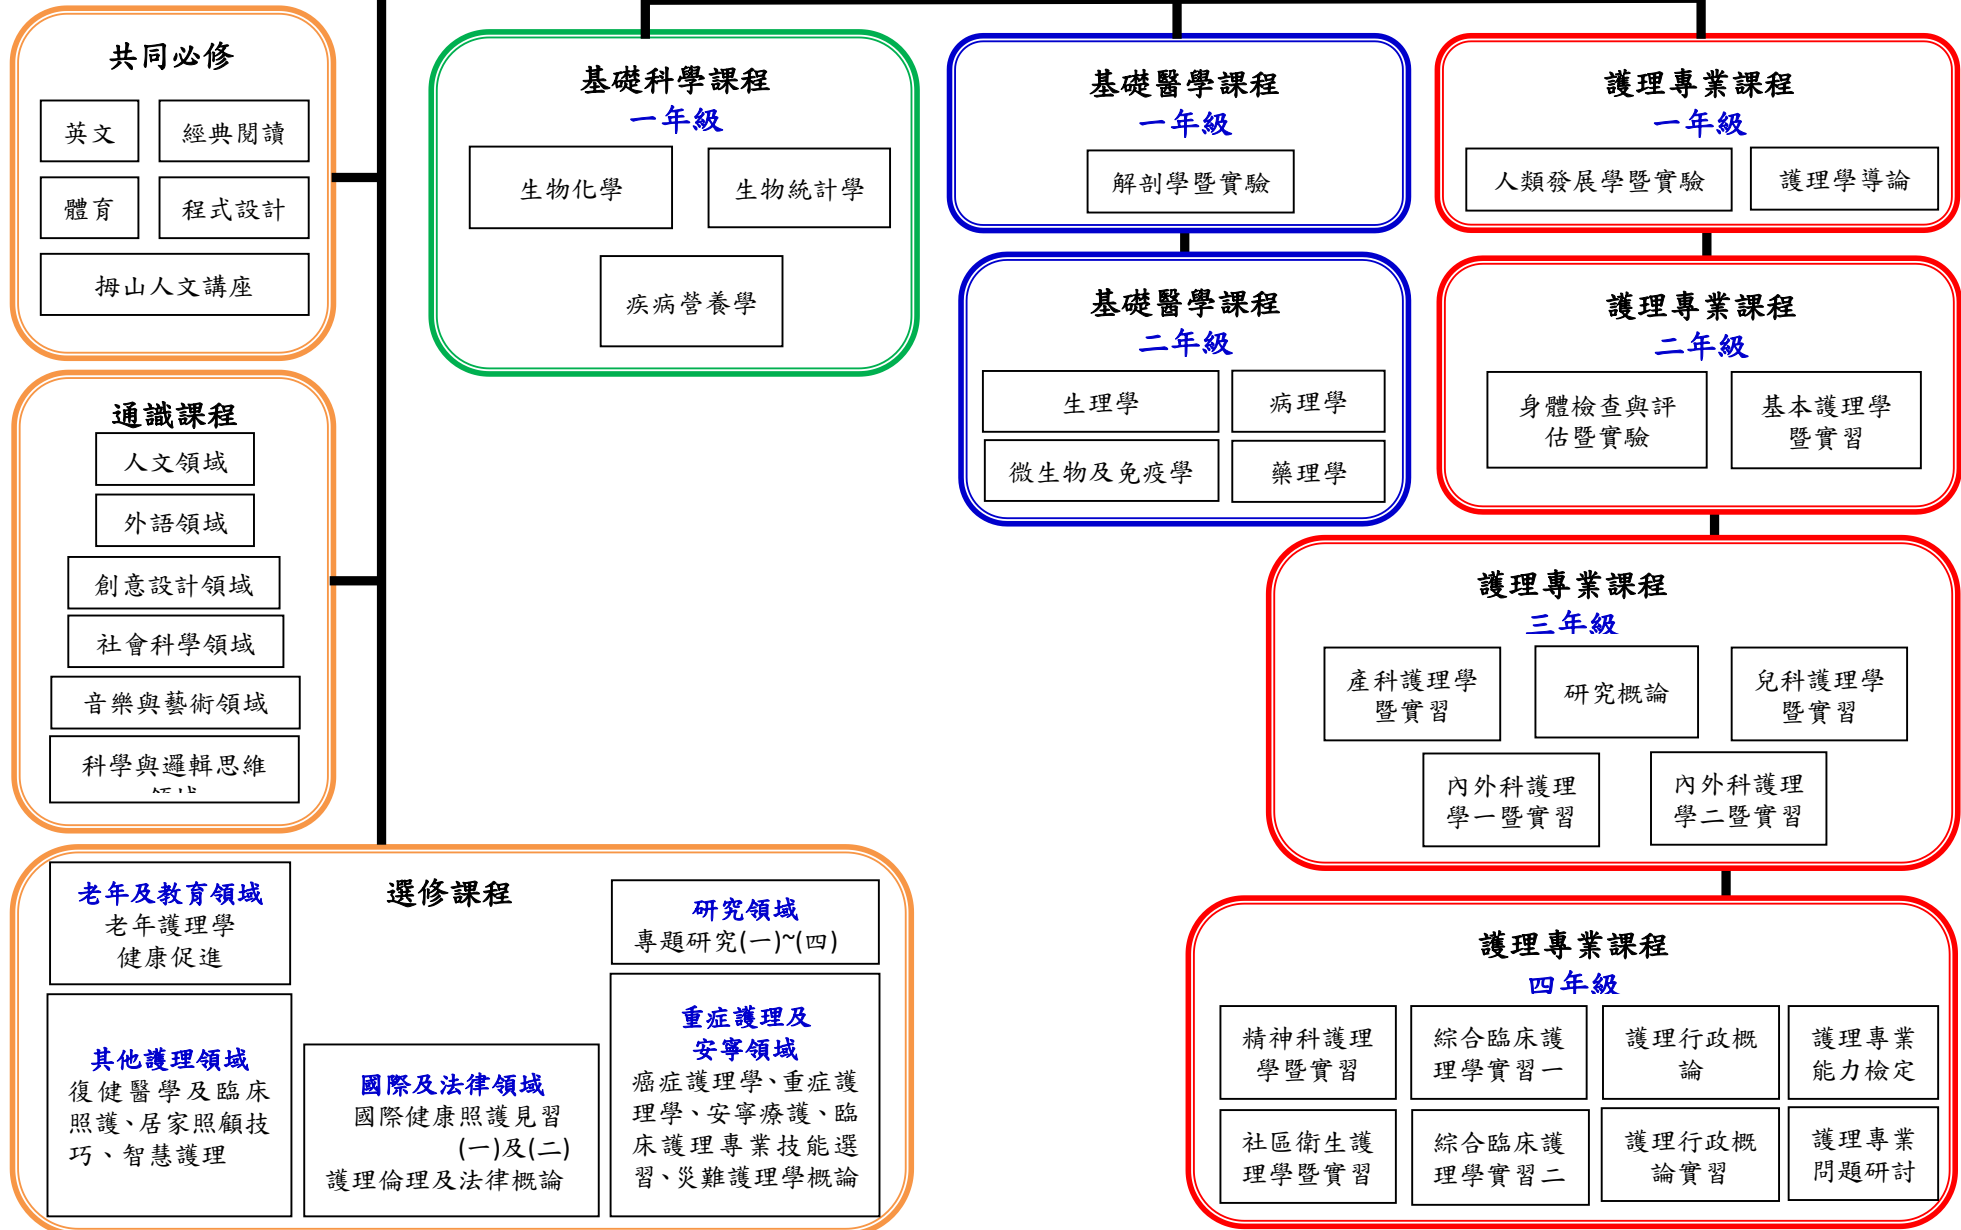 共同必修
英文
經典閱讀
體育
程式設計
拇山人文講座
通識課程
人文領域
外語領域
創意設計領域
社會科學領域
音樂與藝術領域
科學與邏輯思維
基礎科學課程
一年級
生物化學
生物統計學
疾病營養學
基礎醫學課程
一年級
解剖學暨實驗
基礎醫學課程
二年級
生理學
病理學
微生物及免疫學
藥理學
護理專業課程
一年級
人類發展學暨實驗
護理學導論
護理專業課程
二年級
身體檢查與評
估暨實驗
基本護理學
暨實習
護理專業課程
三年級
產科護理學
暨實習
研究概論
兒科護理學
暨實習
內外科護理
學一暨實習
內外科護理
學二暨實習
護理專業課程
四年級
精神科護理
學暨實習
綜合臨床護
理學實習一
護理行政概
論
護理專業
能力檢定
社區衛生護
理學暨實習
綜合臨床護
理學實習二
護理行政概
論實習
護理專業
問題研討
選修課程
老年及教育領域
老年護理學
健康促進
研究領域
專題研究(一)~(四)
其他護理領域
復健醫學及臨床
照護、居家照顧技
巧、智慧護理
國際及法律領域
國際健康照護見習
(一)及(二)
護理倫理及法律概論
重症護理及
安寧領域
癌症護理學、重症護
理學、安寧療護、臨
床護理專業技能選
習、災難護理學概論